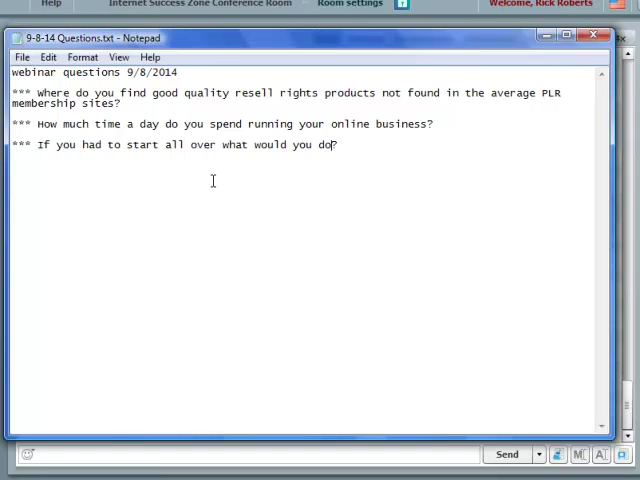 Help Internet Success Zone Conference Room Room settings Welcome, Rick Roberts
9-8-14 Questions.txt - Notepad
File Edit Format View Help
webinar questions 9/8/2014
*** Where do you find good quality resell rights products not found in the average PLR
membership sites?
*** How much time a day do you spend running your online business?
*** If you had to start all over what would you do?
Send